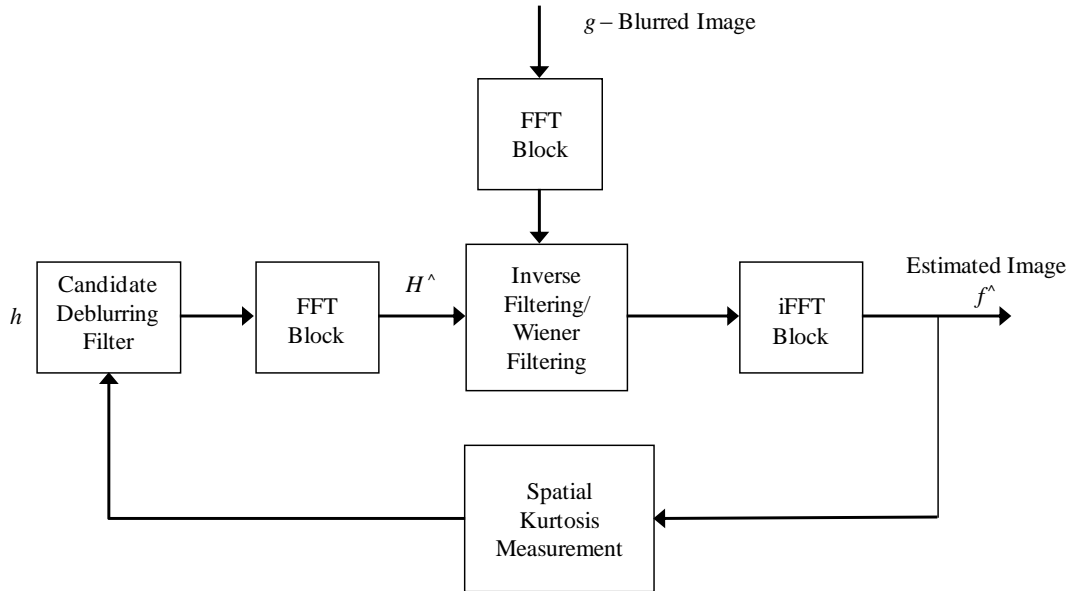 g – Blurred Image
FFT
Block
Candidate
Deblurring
Filter
h
FFT
Block
H^
Inverse
Filtering/
Wiener
Filtering
iFFT
Block
Estimated Image
f^
Spatial
Kurtosis
Measurement